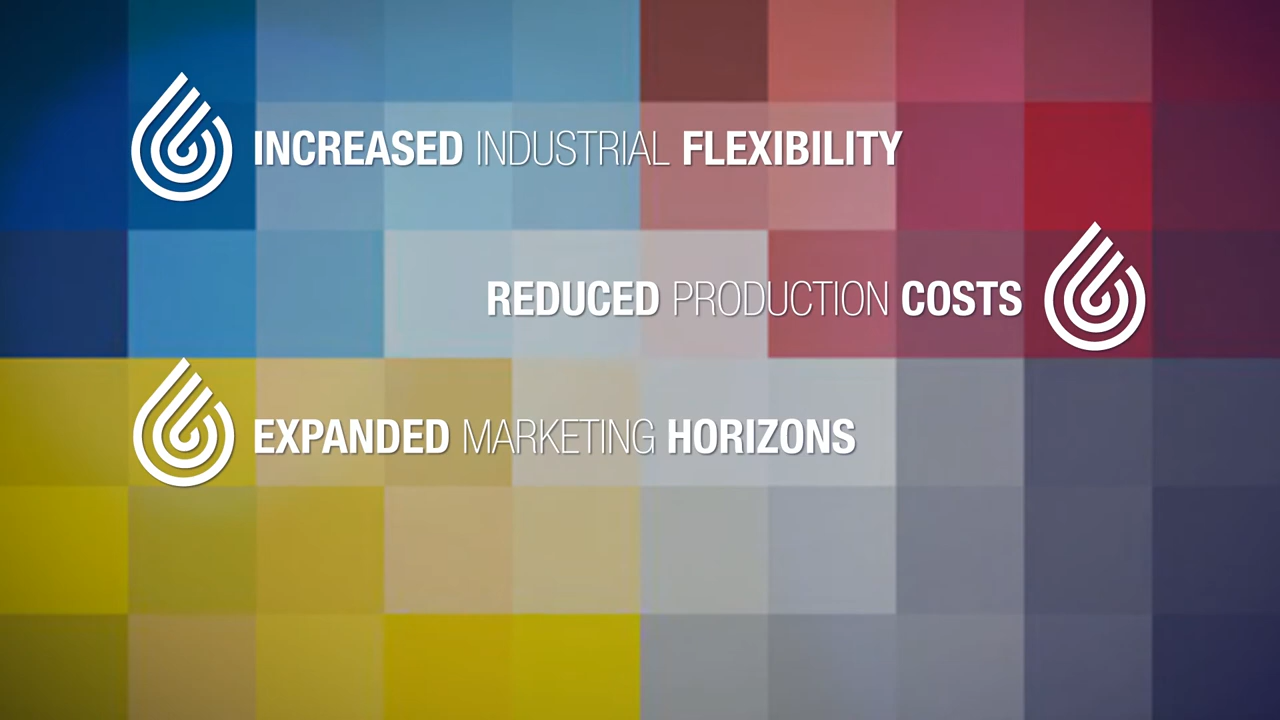 INCREASED INDUSTRIAL FLEXIBILITY
REDUCED PRODUCTION COSTS
EXPANDED MARKETING HORIZONS